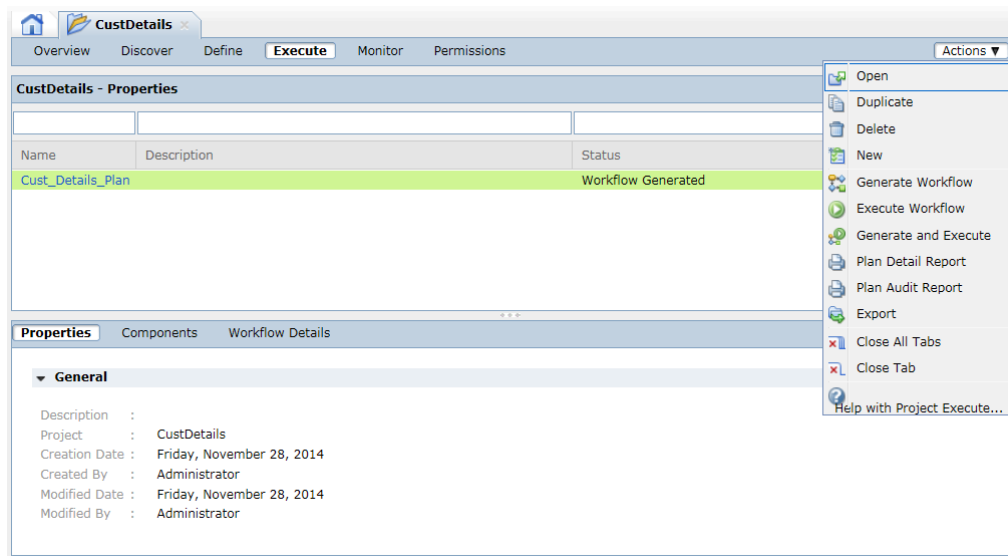 CustDetails
Overview Discover Define Execute Monitor Permissions Actions ▼
CustDetails - Properties
Name Description Status
Cust_Details_Plan Workflow Generated
Open
Duplicate
Delete
New
Generate Workflow
Execute Workflow
Generate and Execute
Plan Detail Report
Plan Audit Report
Export
Close All Tabs
Close Tab
Help with Project Execute...
Properties Components Workflow Details
General
Description :
Project : CustDetails
Creation Date : Friday, November 28, 2014
Created By : Administrator
Modified Date : Friday, November 28, 2014
Modified By : Administrator